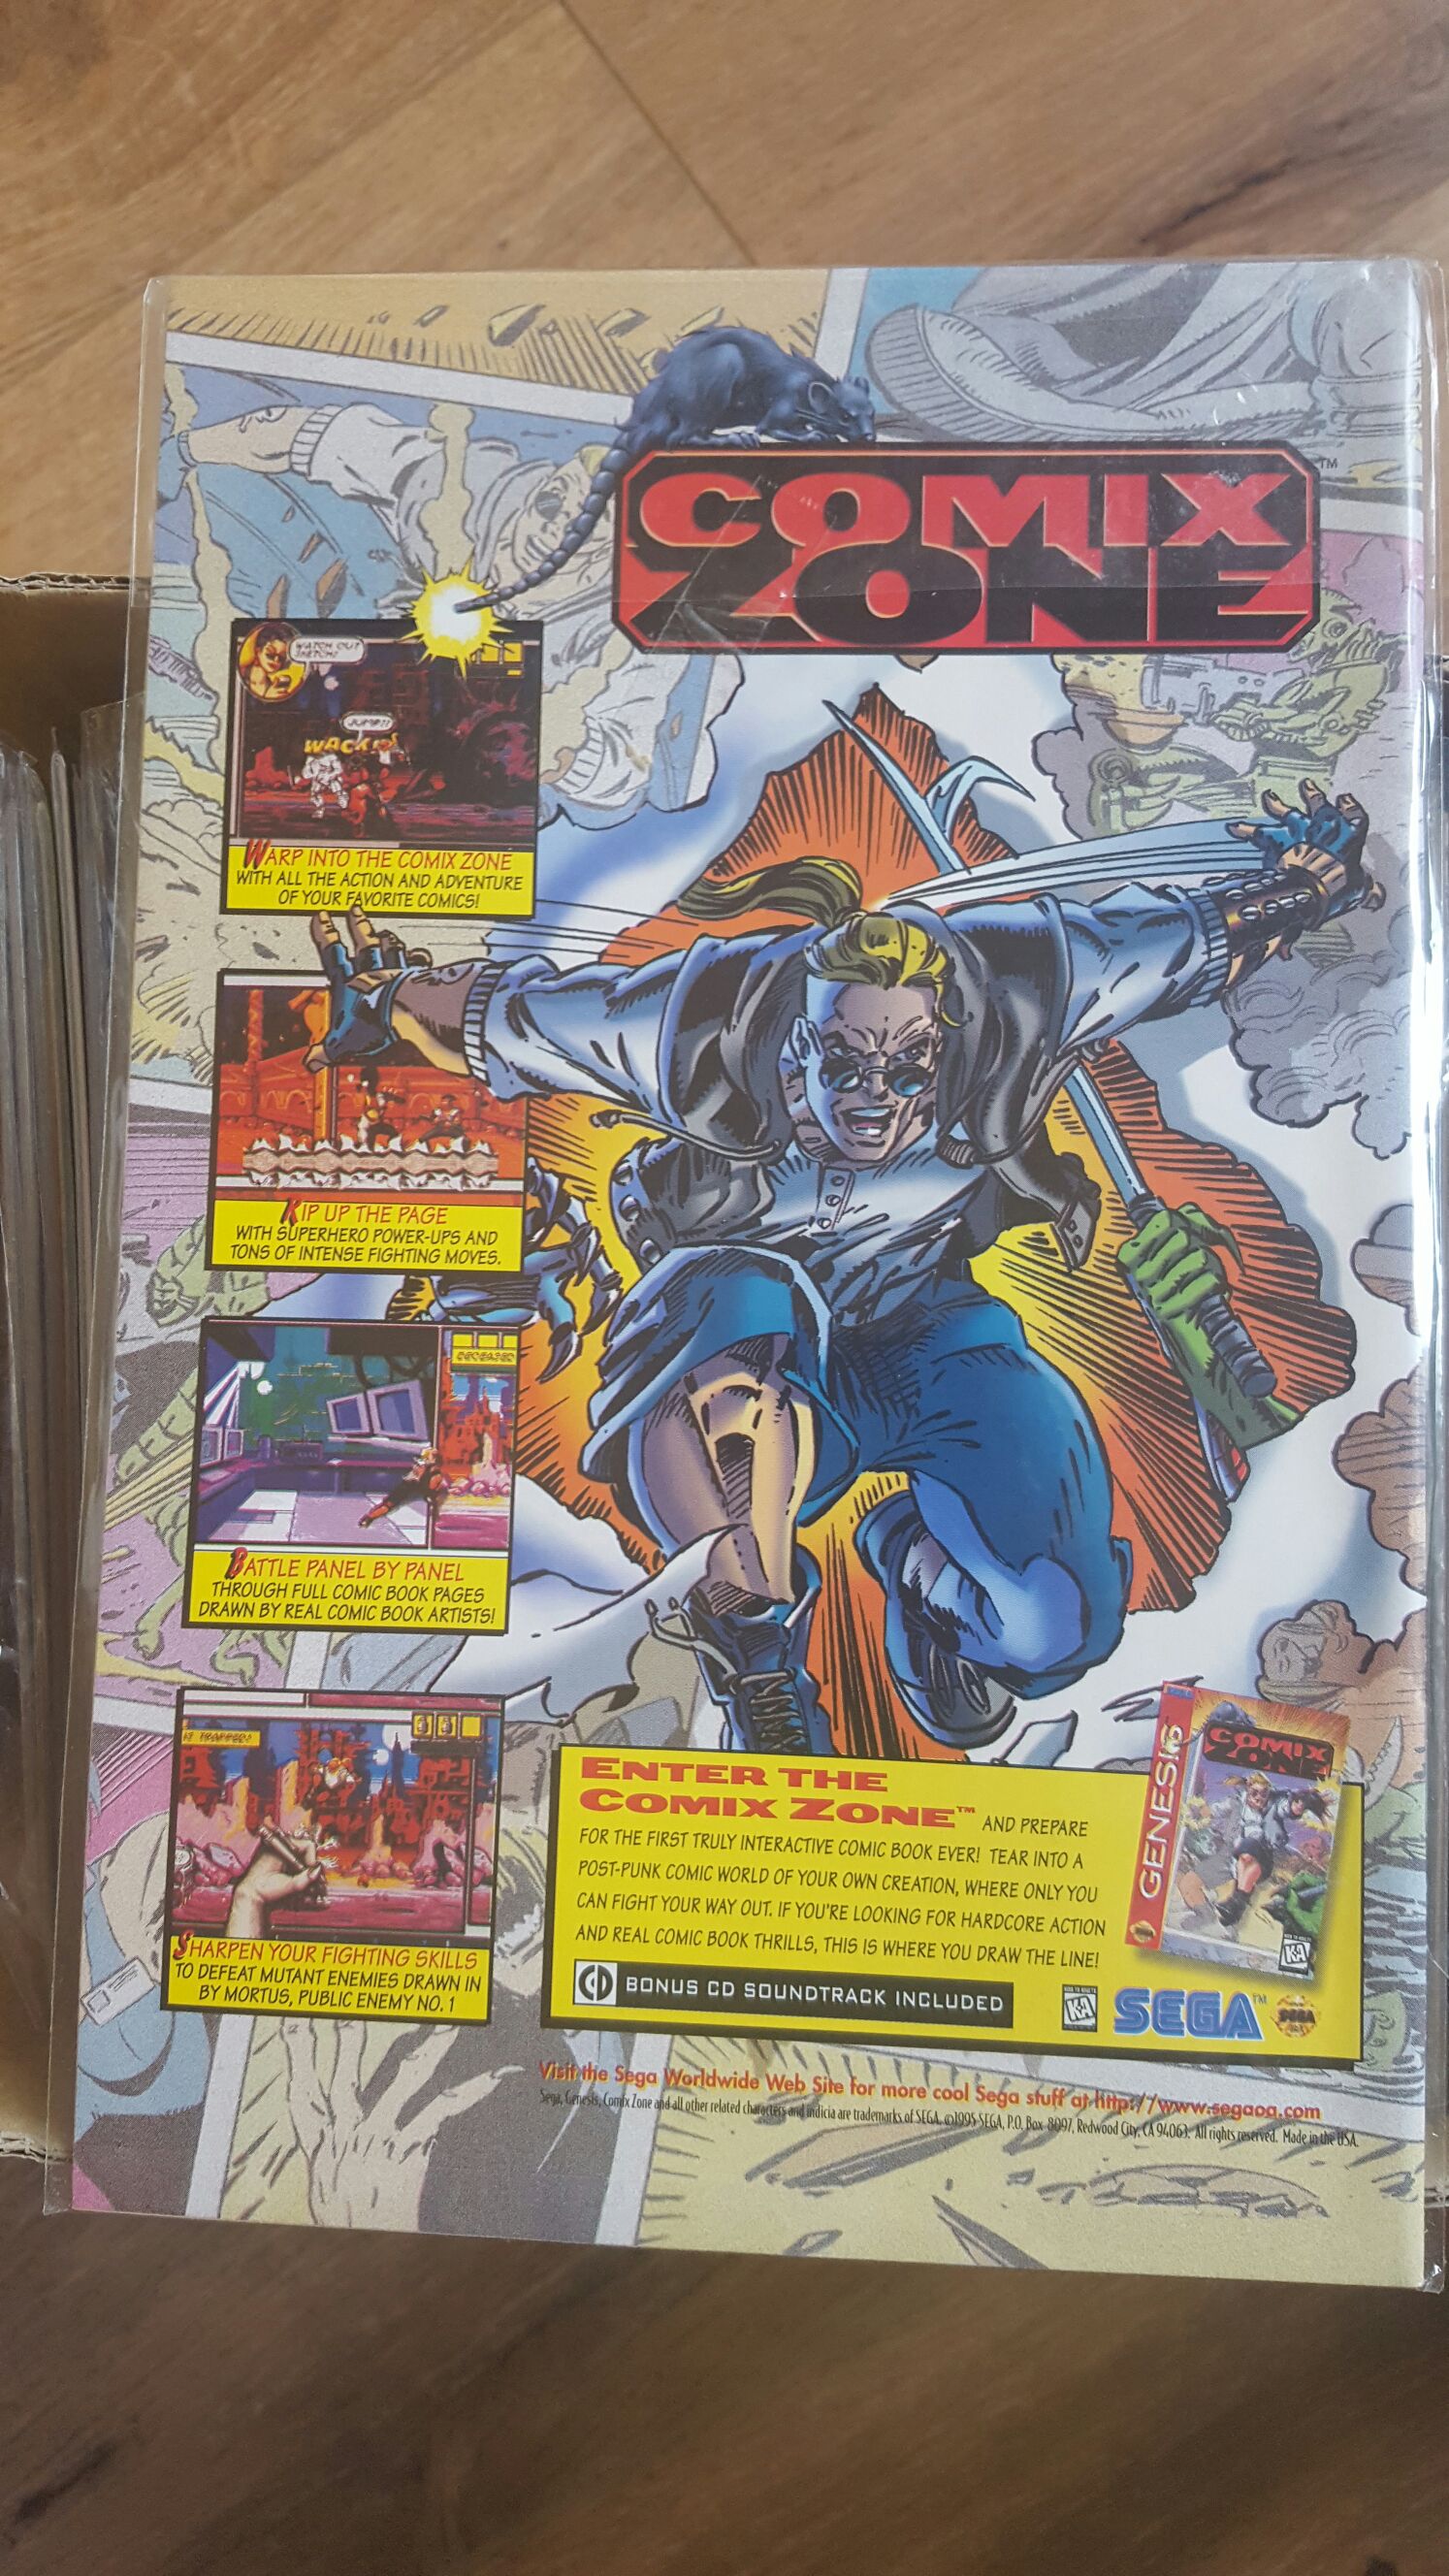 COMIX
ZONE
TM
WATCH OUT
SKETCH!
JUMP!!
WACK
WARP INTO THE COMIX ZONE
WITH ALL THE ACTION AND ADVENTURE
OF YOUR FAVORITE COMICS!
RIP UP THE PAGE
WITH SUPERHERO POWER-UPS AND
TONS OF INTENSE FIGHTING MOVES.
DECEASED
BATTLE PANEL BY PANEL
THROUGH FULL COMIC BOOK PAGES
DRAWN BY REAL COMIC BOOK ARTISTS!
TRAPPED!
SHARPEN YOUR FIGHTING SKILLS
TO DEFEAT MUTANT ENEMIES DRAWN IN
BY MORTUS, PUBLIC ENEMY NO. 1
ENTER THE
COMIX ZONE™ AND PREPARE
FOR THE FIRST TRULY INTERACTIVE COMIC BOOK EVER! TEAR INTO A
POST-PUNK COMIC WORLD OF YOUR OWN CREATION, WHERE ONLY YOU
CAN FIGHT YOUR WAY OUT. IF YOU'RE LOOKING FOR HARDCORE ACTION
AND REAL COMIC BOOK THRILLS, THIS IS WHERE YOU DRAW THE LINE!
CD BONUS CD SOUNDTRACK INCLUDED
GENESIS
COMIX
ZONE
K-A
K-A
SEGA™
SEGA
Visit the Sega Worldwide Web Site for more cool Sega stuff at http://www.segaoa.com
Sega, Genesis, Comix Zone and all other related characters and indicia are trademarks of SEGA. ©1995 SEGA, P.O. Box 8097, Redwood City, CA 94063. All rights reserved. Made in the USA.